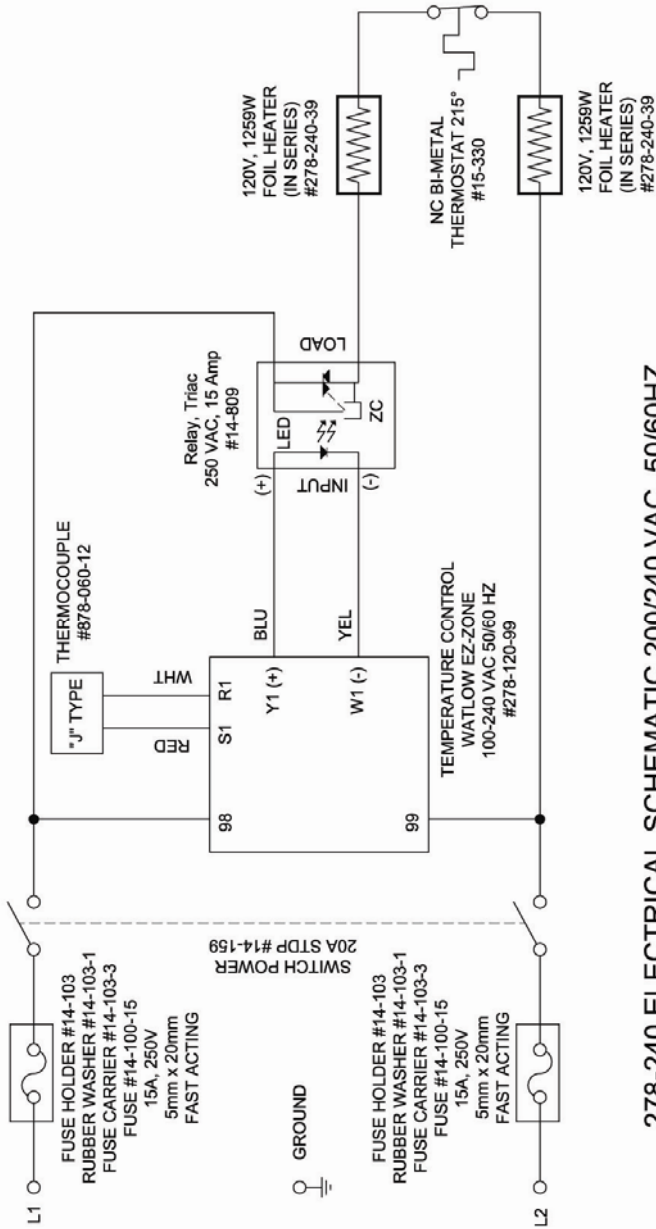 L1
FUSE HOLDER #14-103
RUBBER WASHER #14-103-1
FUSE CARRIER #14-103-3
FUSE #14-100-15
15A, 250V
5mm x 20mm
FAST ACTING
GROUND
L2
FUSE HOLDER #14-103
RUBBER WASHER #14-103-1
FUSE CARRIER #14-103-3
FUSE #14-100-15
15A, 250V
5mm x 20mm
FAST ACTING
SWITCH POWER
20A STDP #14-159
THERMOCOUPLE
#878-060-12
"J" TYPE
RED
WHT
S1
R1
98
99
Y1 (+)
W1 (-)
BLU
YEL
TEMPERATURE CONTROL
WATLOW EZ-ZONE
100-240 VAC 50/60 HZ
#278-120-99
Relay, Triac
250 VAC, 15 Amp
#14-809
(+)
INPUT
(-)
LED
ZC
LOAD
120V, 1259W
FOIL HEATER
(IN SERIES)
#278-240-39
NC BI-METAL
THERMOSTAT 215°
#15-330
120V, 1259W
FOIL HEATER
(IN SERIES)
#278-240-39
278-240 ELECTRICAL SCHEMATIC 200/240 VAC, 50/60HZ